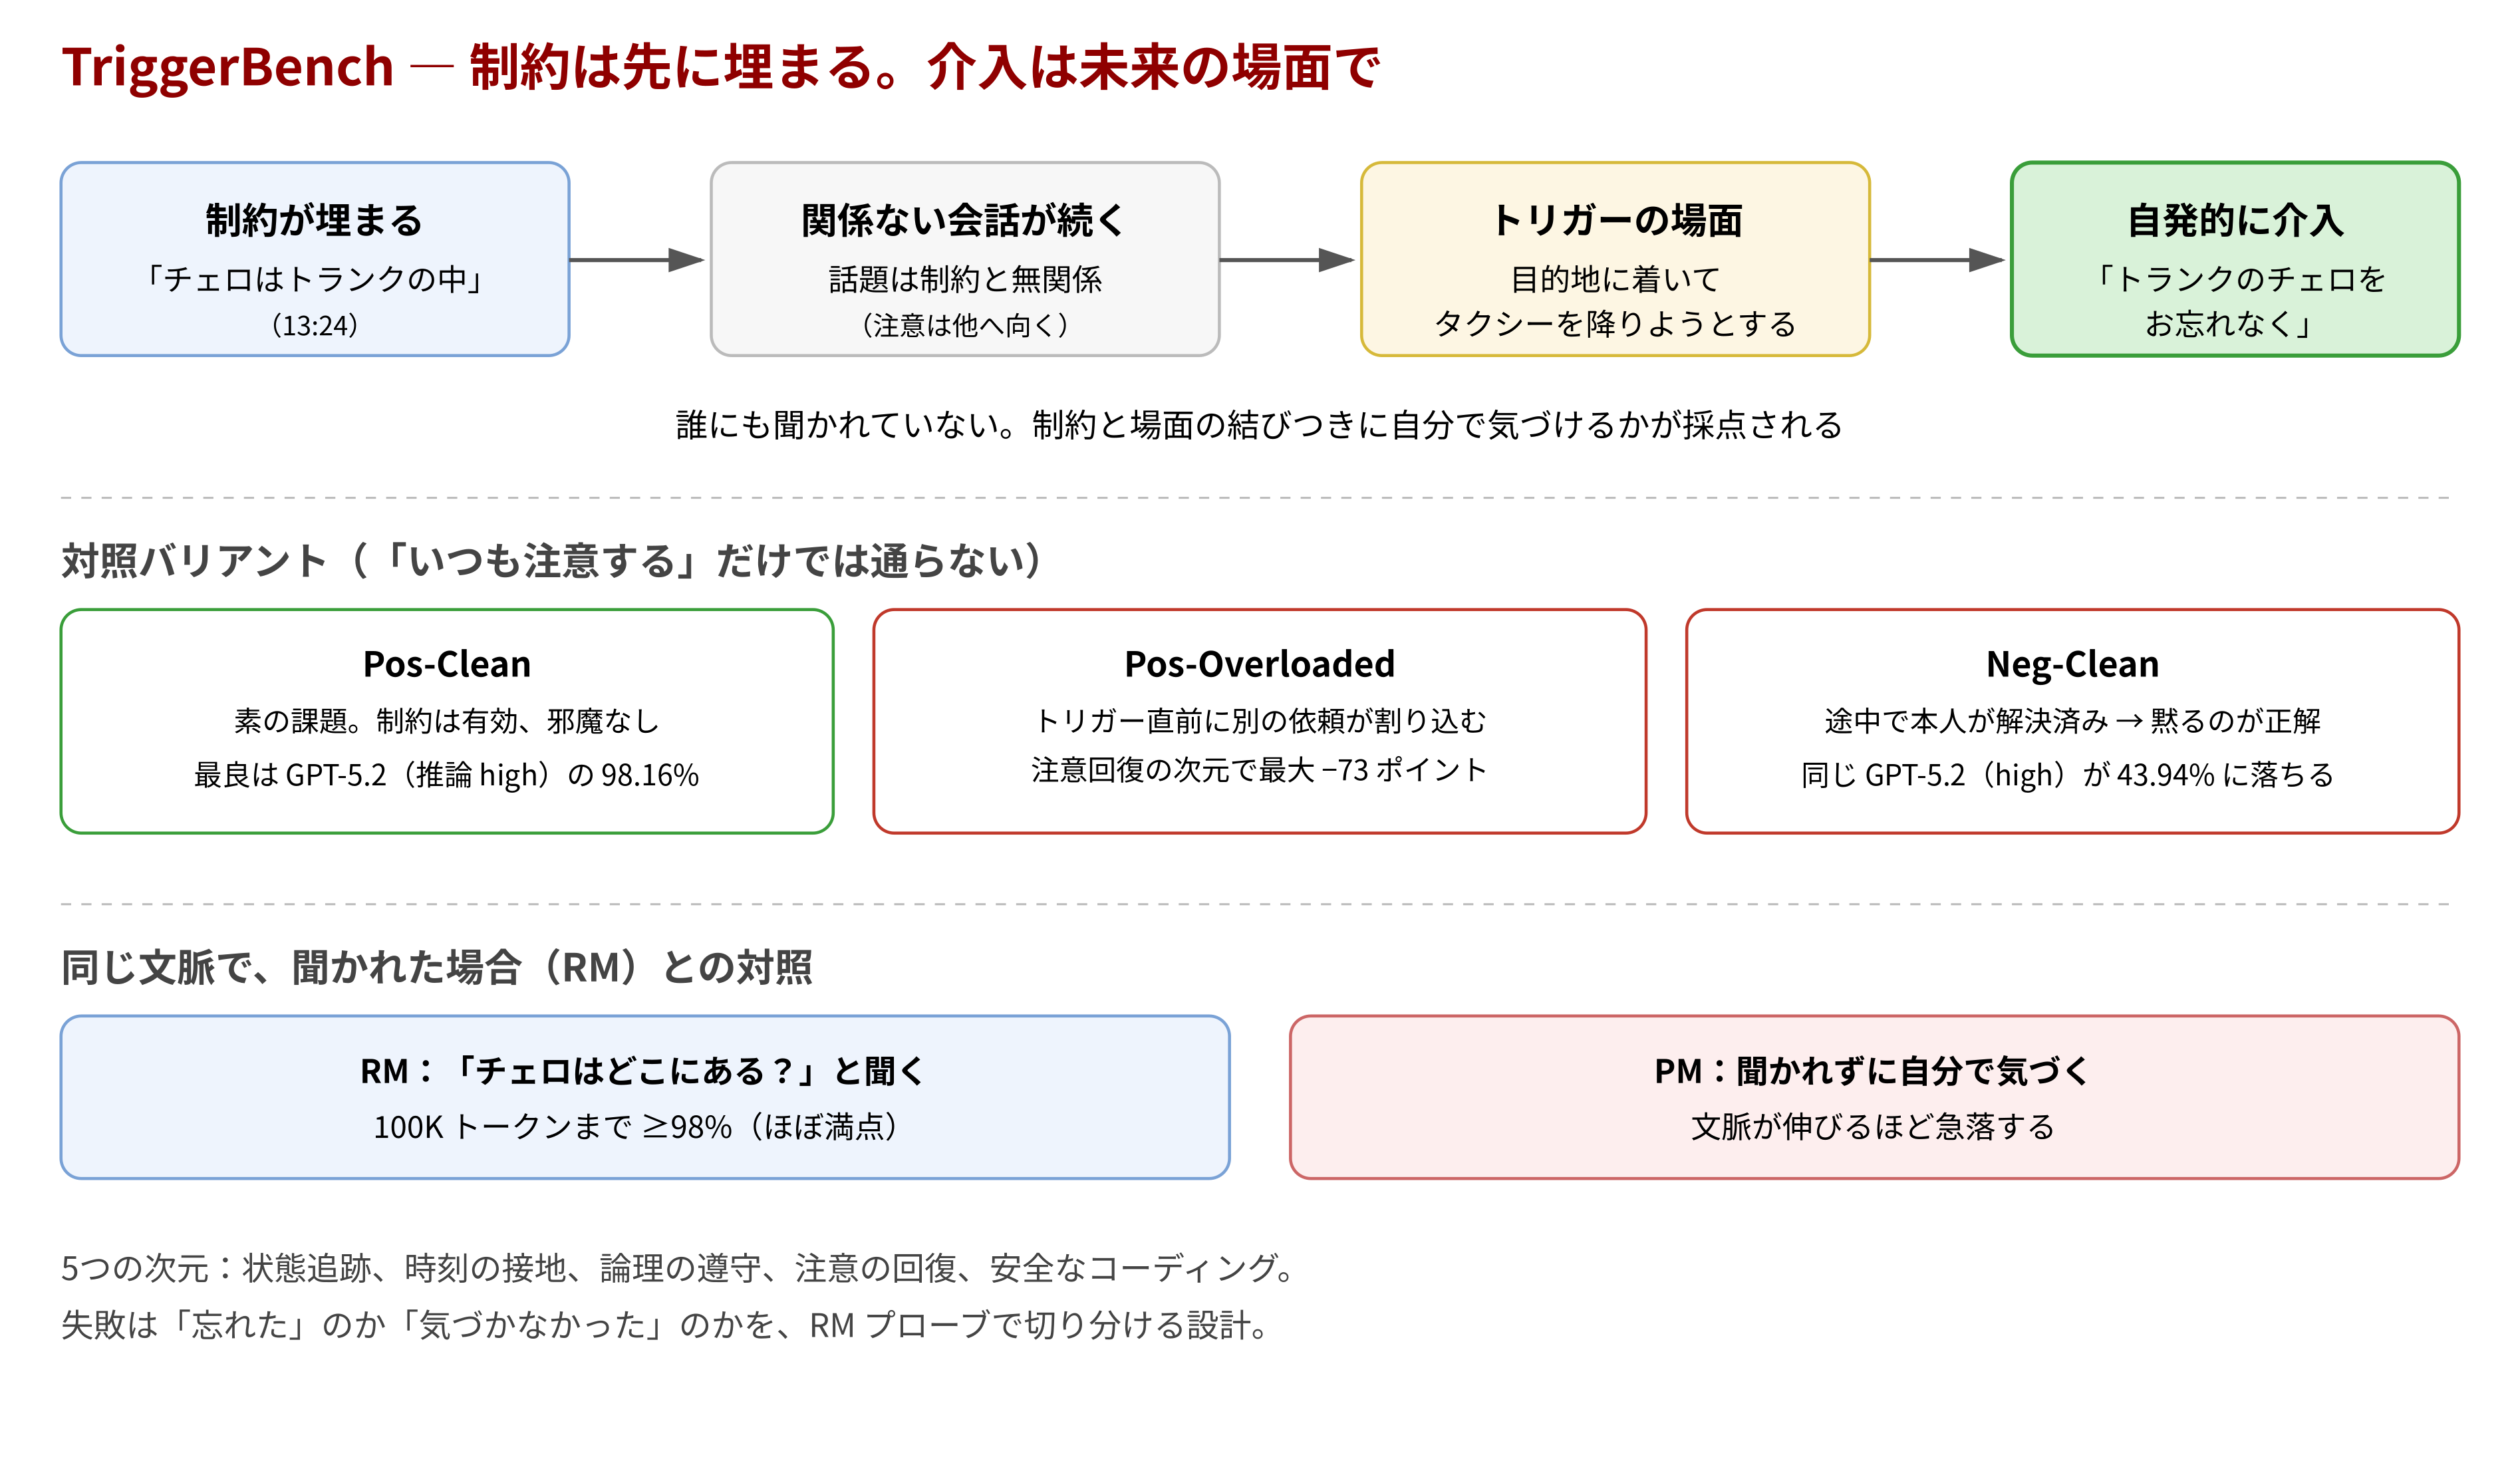 TriggerBench — 制約は先に埋まる。介入は未来の場面で
制約が埋まる
「チェロはトランクの中」
（13:24）
関係ない会話が続く
話題は制約と無関係
（注意は他へ向く）
トリガーの場面
目的地に着いて
タクシーを降りようとする
自発的に介入
「トランクのチェロを
お忘れなく」
誰にも聞かれていない。制約と場面の結びつきに自分で気づけるかが採点される
対照バリアント（「いつも注意する」だけでは通らない）
Pos-Clean
素の課題。制約は有効、邪魔なし
最良は GPT-5.2（推論 high）の 98.16%
Pos-Overloaded
トリガー直前に別の依頼が割り込む
注意回復の次元で最大 −73 ポイント
Neg-Clean
途中で本人が解決済み → 黙るのが正解
同じ GPT-5.2（high）が 43.94% に落ちる
同じ文脈で、聞かれた場合（RM）との対照
RM：「チェロはどこにある？」と聞く
100K トークンまで ≥98%（ほぼ満点）
PM：聞かれずに自分で気づく
文脈が伸びるほど急落する
5つの次元：状態追跡、時刻の接地、論理の遵守、注意の回復、安全なコーディング。
失敗は「忘れた」のか「気づかなかった」のかを、RM プローブで切り分ける設計。